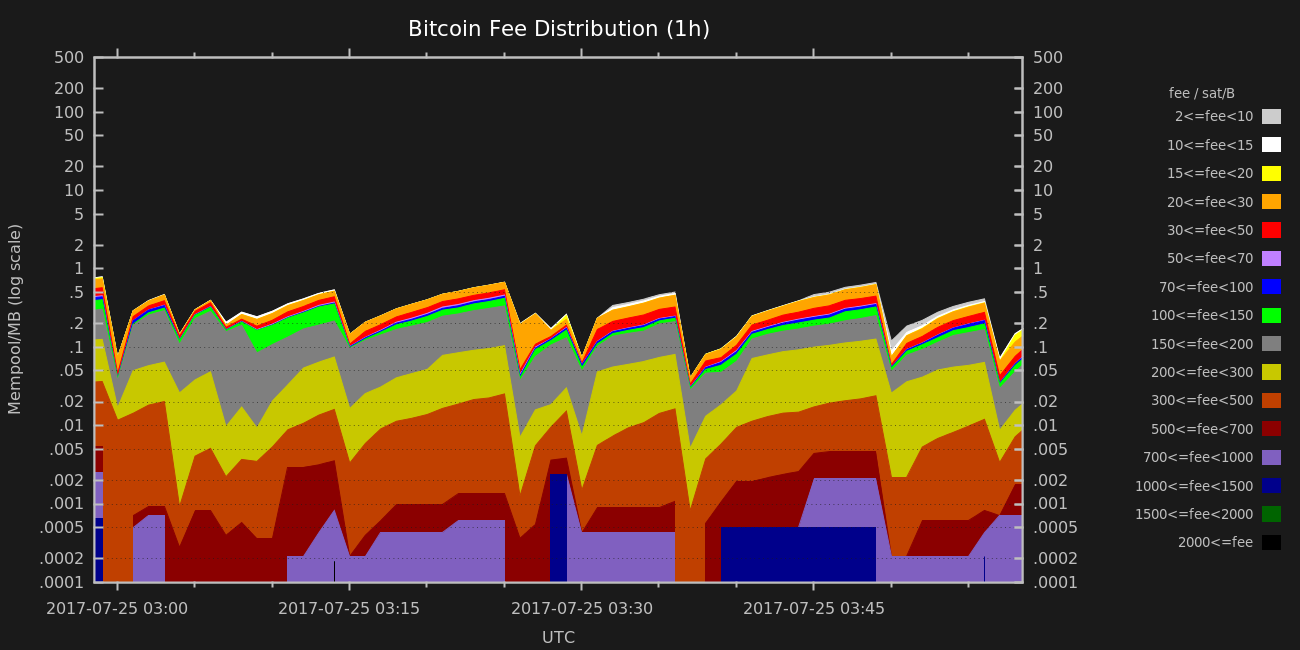 Bitcoin Fee Distribution (1h)
500 500
200 200
100 100
50 50
20 20
10 10
5 5
2 2
1 1
.5 .5
.2 .2
.1 .1
.05 .05
.02 .02
.01 .01
.005 .005
.002 .002
.001 .001
.0005 .0005
.0002 .0002
.0001 .0001
Mempool/MB (log scale)
2017-07-25 03:00 2017-07-25 03:15 2017-07-25 03:30 2017-07-25 03:45
UTC
fee / sat/B
2<=fee<10
10<=fee<15
15<=fee<20
20<=fee<30
30<=fee<50
50<=fee<70
70<=fee<100
100<=fee<150
150<=fee<200
200<=fee<300
300<=fee<500
500<=fee<700
700<=fee<1000
1000<=fee<1500
1500<=fee<2000
2000<=fee